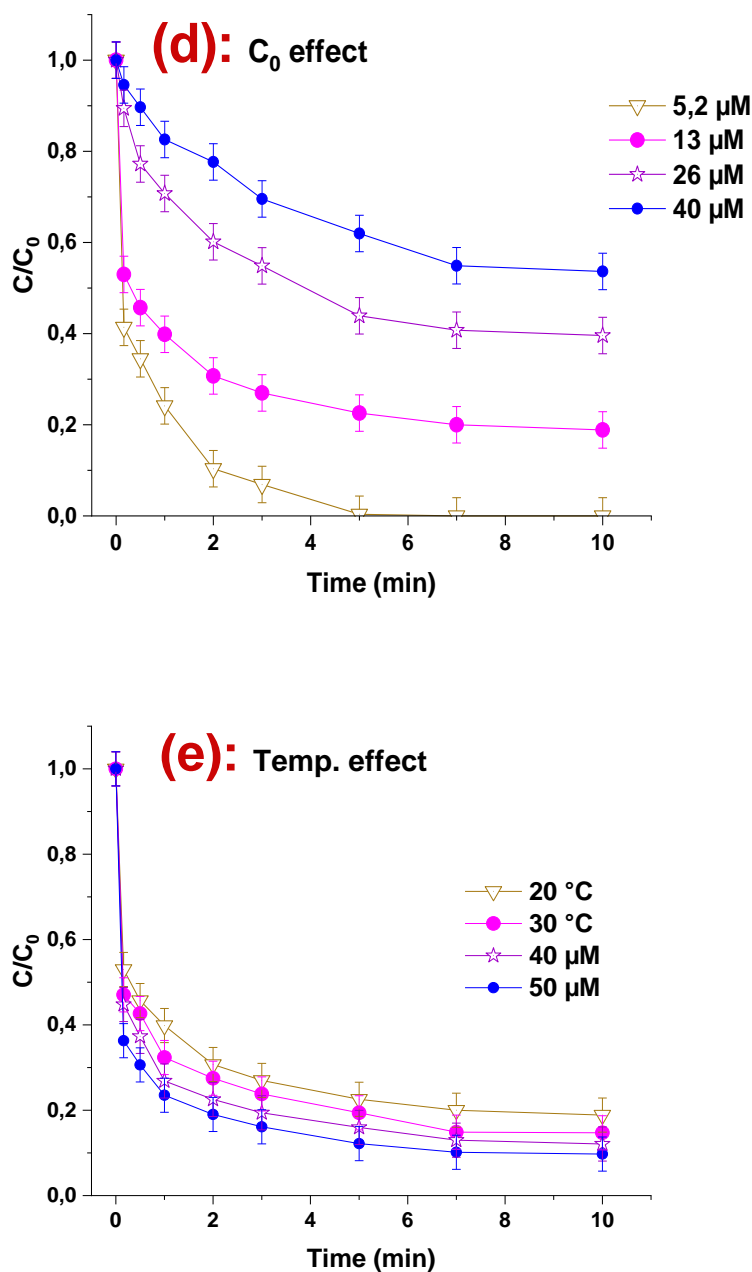 (d): C₀ effect
1,0
0,8
0,6
0,4
0,2
0,0
C/C₀
0 2 4 6 8 10
Time (min)
5,2 µM
13 µM
26 µM
40 µM
(e): Temp. effect
1,0
0,8
0,6
0,4
0,2
0,0
C/C₀
0 2 4 6 8 10
Time (min)
20 °C
30 °C
40 µM
50 µM